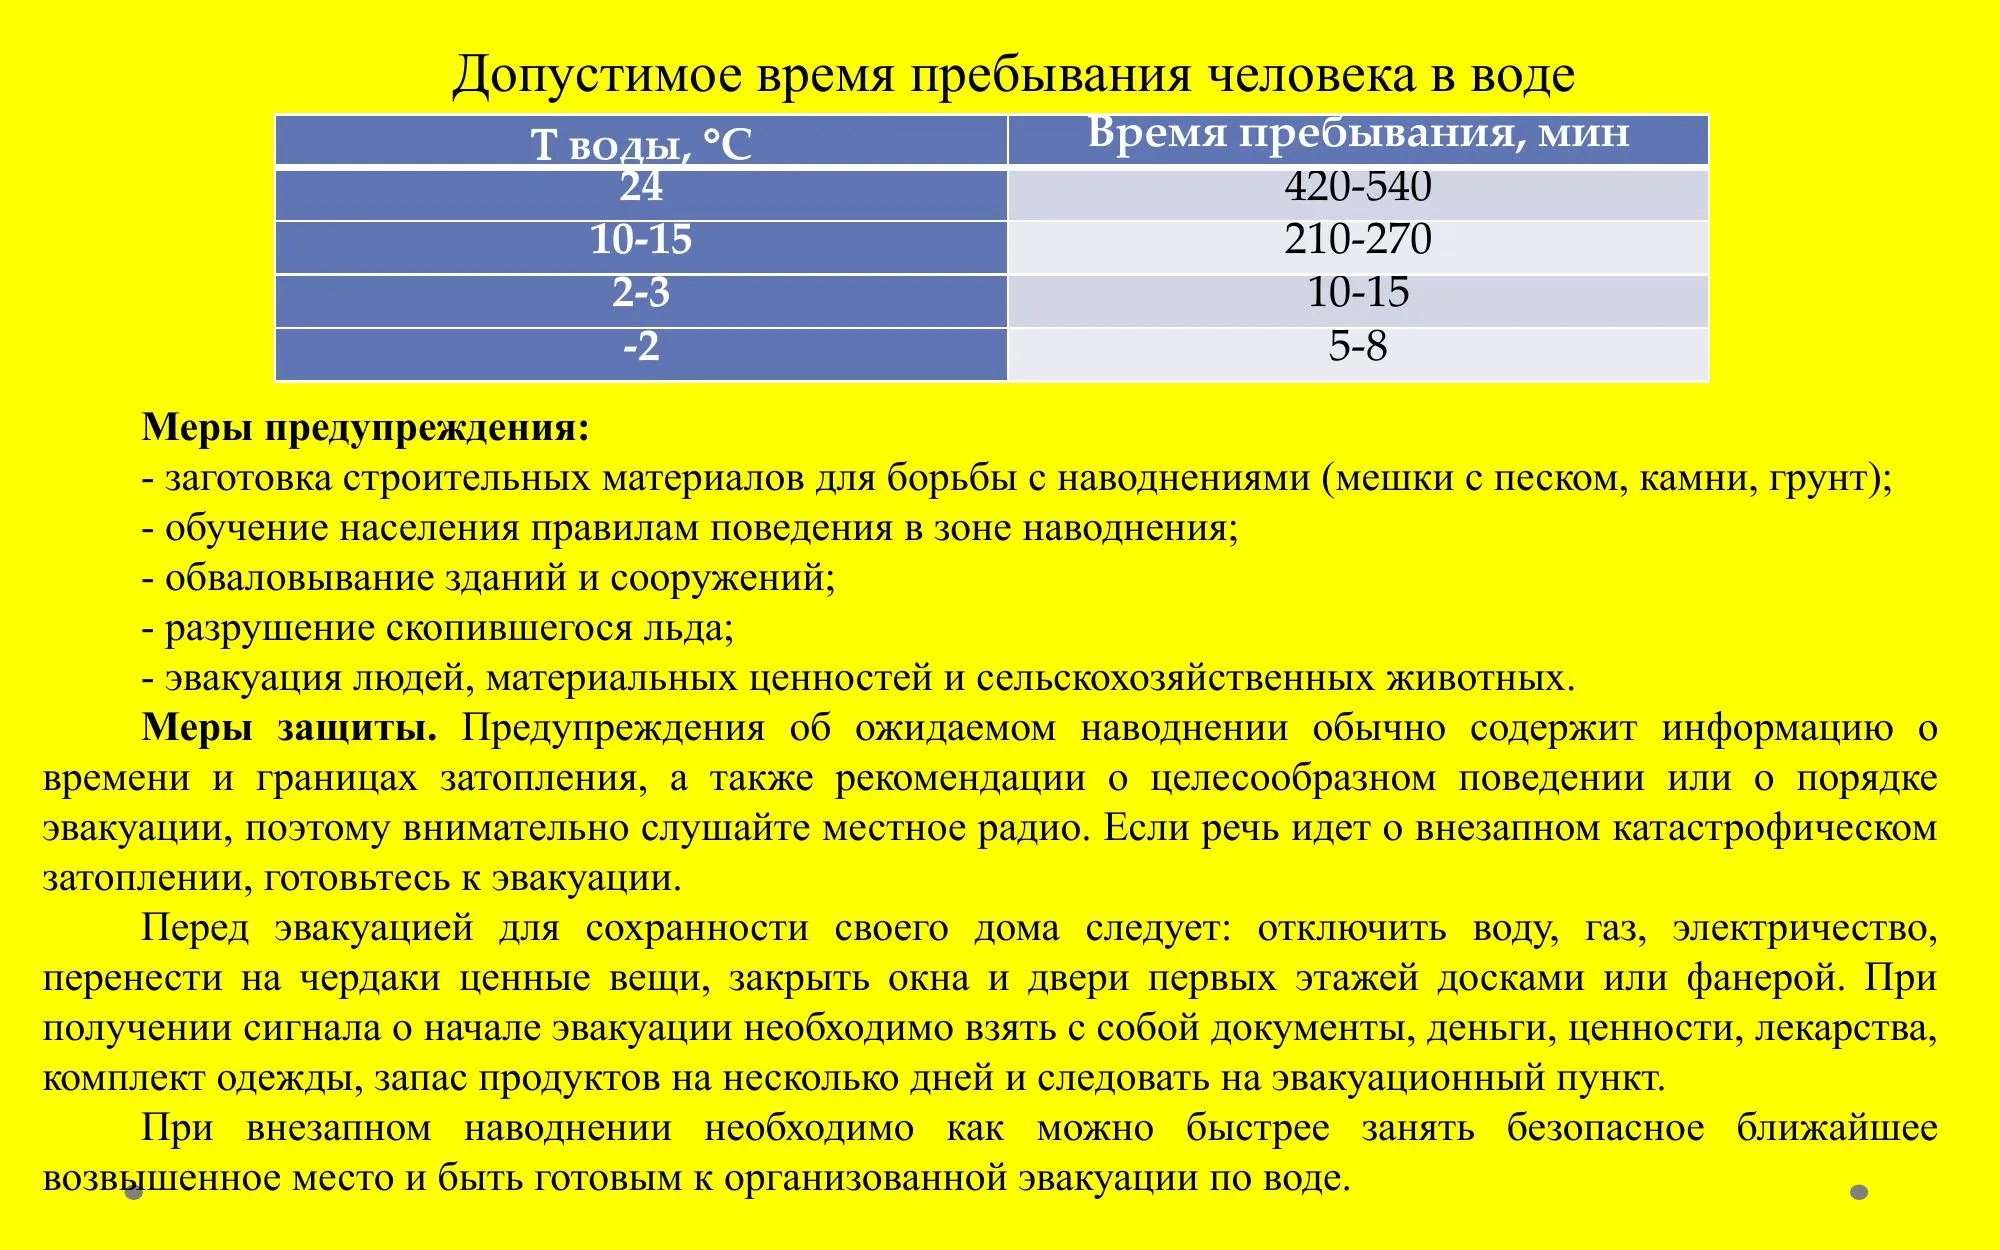 Допустимое время пребывания человека в воде
Т воды, °С Время пребывания, мин
24 420-540
10-15 210-270
2-3 10-15
-2 5-8
Меры предупреждения:
- заготовка строительных материалов для борьбы с наводнениями (мешки с песком, камни, грунт);
- обучение населения правилам поведения в зоне наводнения;
- обваловывание зданий и сооружений;
- разрушение скопившегося льда;
- эвакуация людей, материальных ценностей и сельскохозяйственных животных.
Меры защиты. Предупреждения об ожидаемом наводнении обычно содержит информацию о
времени и границах затопления, а также рекомендации о целесообразном поведении или о порядке
эвакуации, поэтому внимательно слушайте местное радио. Если речь идет о внезапном катастрофическом
затоплении, готовьтесь к эвакуации.
Перед эвакуацией для сохранности своего дома следует: отключить воду, газ, электричество,
перенести на чердаки ценные вещи, закрыть окна и двери первых этажей досками или фанерой. При
получении сигнала о начале эвакуации необходимо взять с собой документы, деньги, ценности, лекарства,
комплект одежды, запас продуктов на несколько дней и следовать на эвакуационный пункт.
При внезапном наводнении необходимо как можно быстрее занять безопасное ближайшее
возвышенное место и быть готовым к организованной эвакуации по воде.